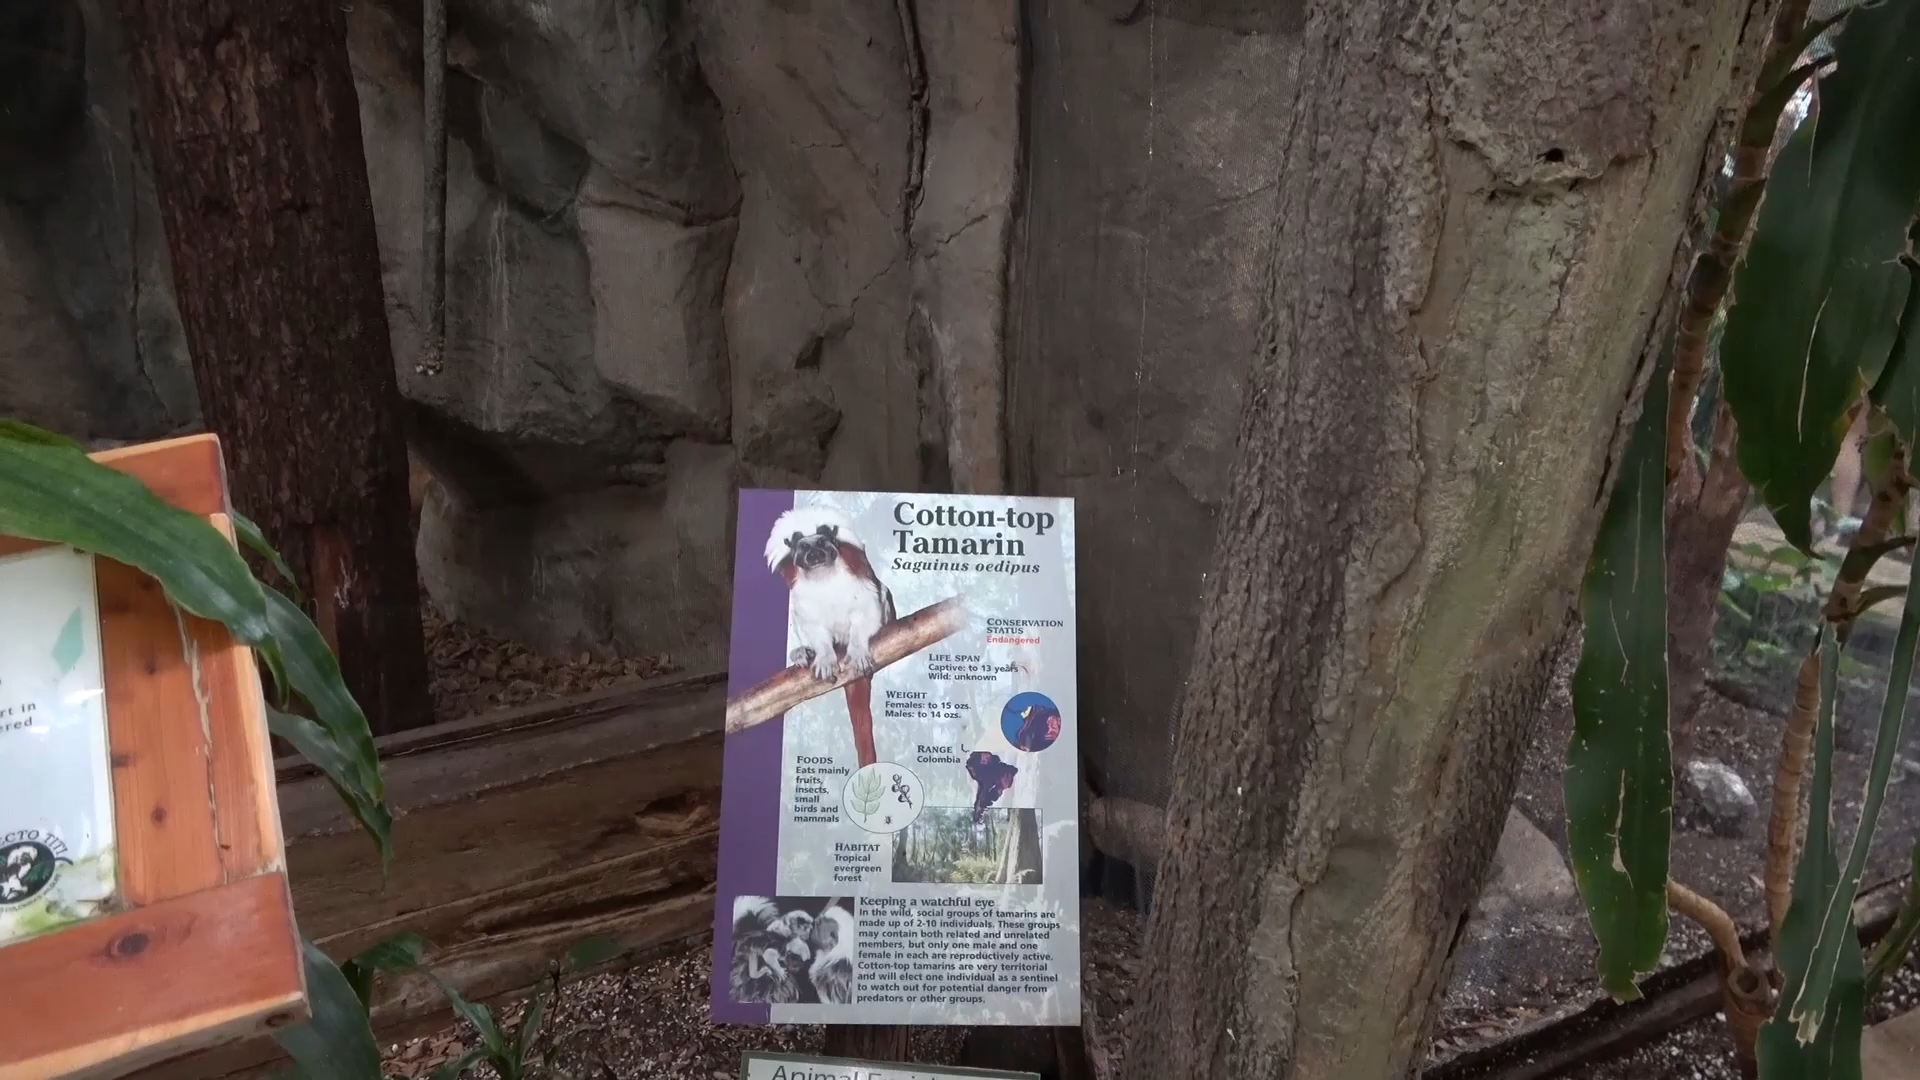 Cotton-top
Tamarin
Saguinus oedipus
CONSERVATION
STATUS
Endangered
LIFE SPAN
Captive: to 13 years
Wild: unknown
WEIGHT
Females: to 15 ozs.
Males: to 14 ozs.
RANGE
Colombia
FOODS
Eats mainly
fruits,
insects,
small
birds and
mammals
HABITAT
Tropical
evergreen
forest
Keeping a watchful eye
In the wild, social groups of tamarins are
made up of 2-10 individuals. These groups
may contain both related and unrelated
members, but only one male and one
female in each are reproductively active.
Cotton-top tamarins are very territorial
and will elect one individual as a sentinel
to watch out for potential danger from
predators or other groups.
rt in
ered
ECTO TITI
Animal